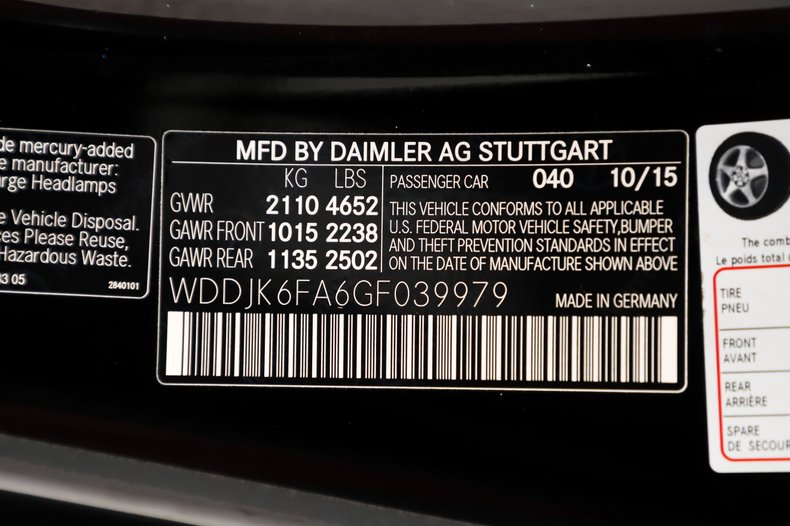 de mercury-added
e manufacturer:
arge Headlamps
e Vehicle Disposal.
ces Please Reuse,
Hazardous Waste.
43 05 2840101
MFD BY DAIMLER AG STUTTGART
KG LBS
GVWR 2110 4652
GAWR FRONT 1015 2238
GAWR REAR 1135 2502
PASSENGER CAR 040 10/15
THIS VEHICLE CONFORMS TO ALL APPLICABLE
U.S. FEDERAL MOTOR VEHICLE SAFETY,BUMPER
AND THEFT PREVENTION STANDARDS IN EFFECT
ON THE DATE OF MANUFACTURE SHOWN ABOVE
WDDJK6FA6GF039979 MADE IN GERMANY
The comb
Le poids total
TIRE
PNEU
FRONT
AVANT
REAR
ARRIÈRE
SPARE
DE SECOUR